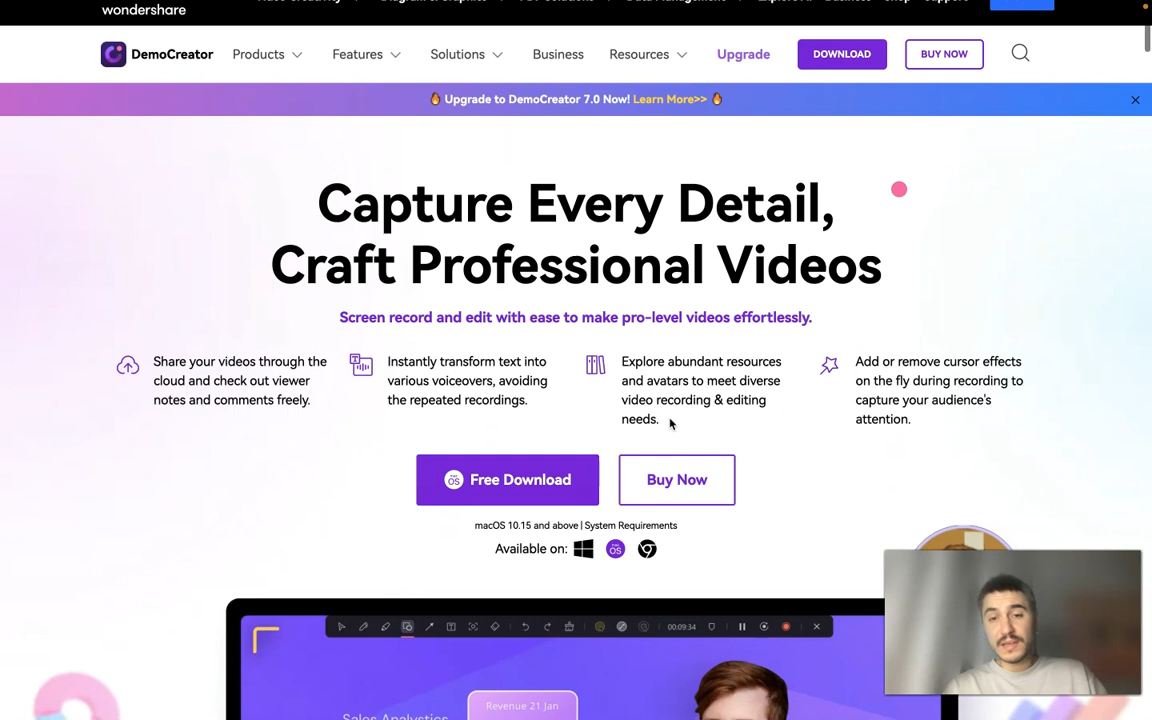 wondershare
DemoCreator Products Features Solutions Business Resources Upgrade DOWNLOAD BUY NOW
Upgrade to DemoCreator 7.0 Now! Learn More>>
Capture Every Detail,
Craft Professional Videos
Screen record and edit with ease to make pro-level videos effortlessly.
Share your videos through the
cloud and check out viewer
notes and comments freely.
Instantly transform text into
various voiceovers, avoiding
the repeated recordings.
Explore abundant resources
and avatars to meet diverse
video recording & editing
needs.
Add or remove cursor effects
on the fly during recording to
capture your audience's
attention.
Free Download
Buy Now
macOS 10.15 and above | System Requirements
Available on:
00:09:34
Revenue 21 Jan